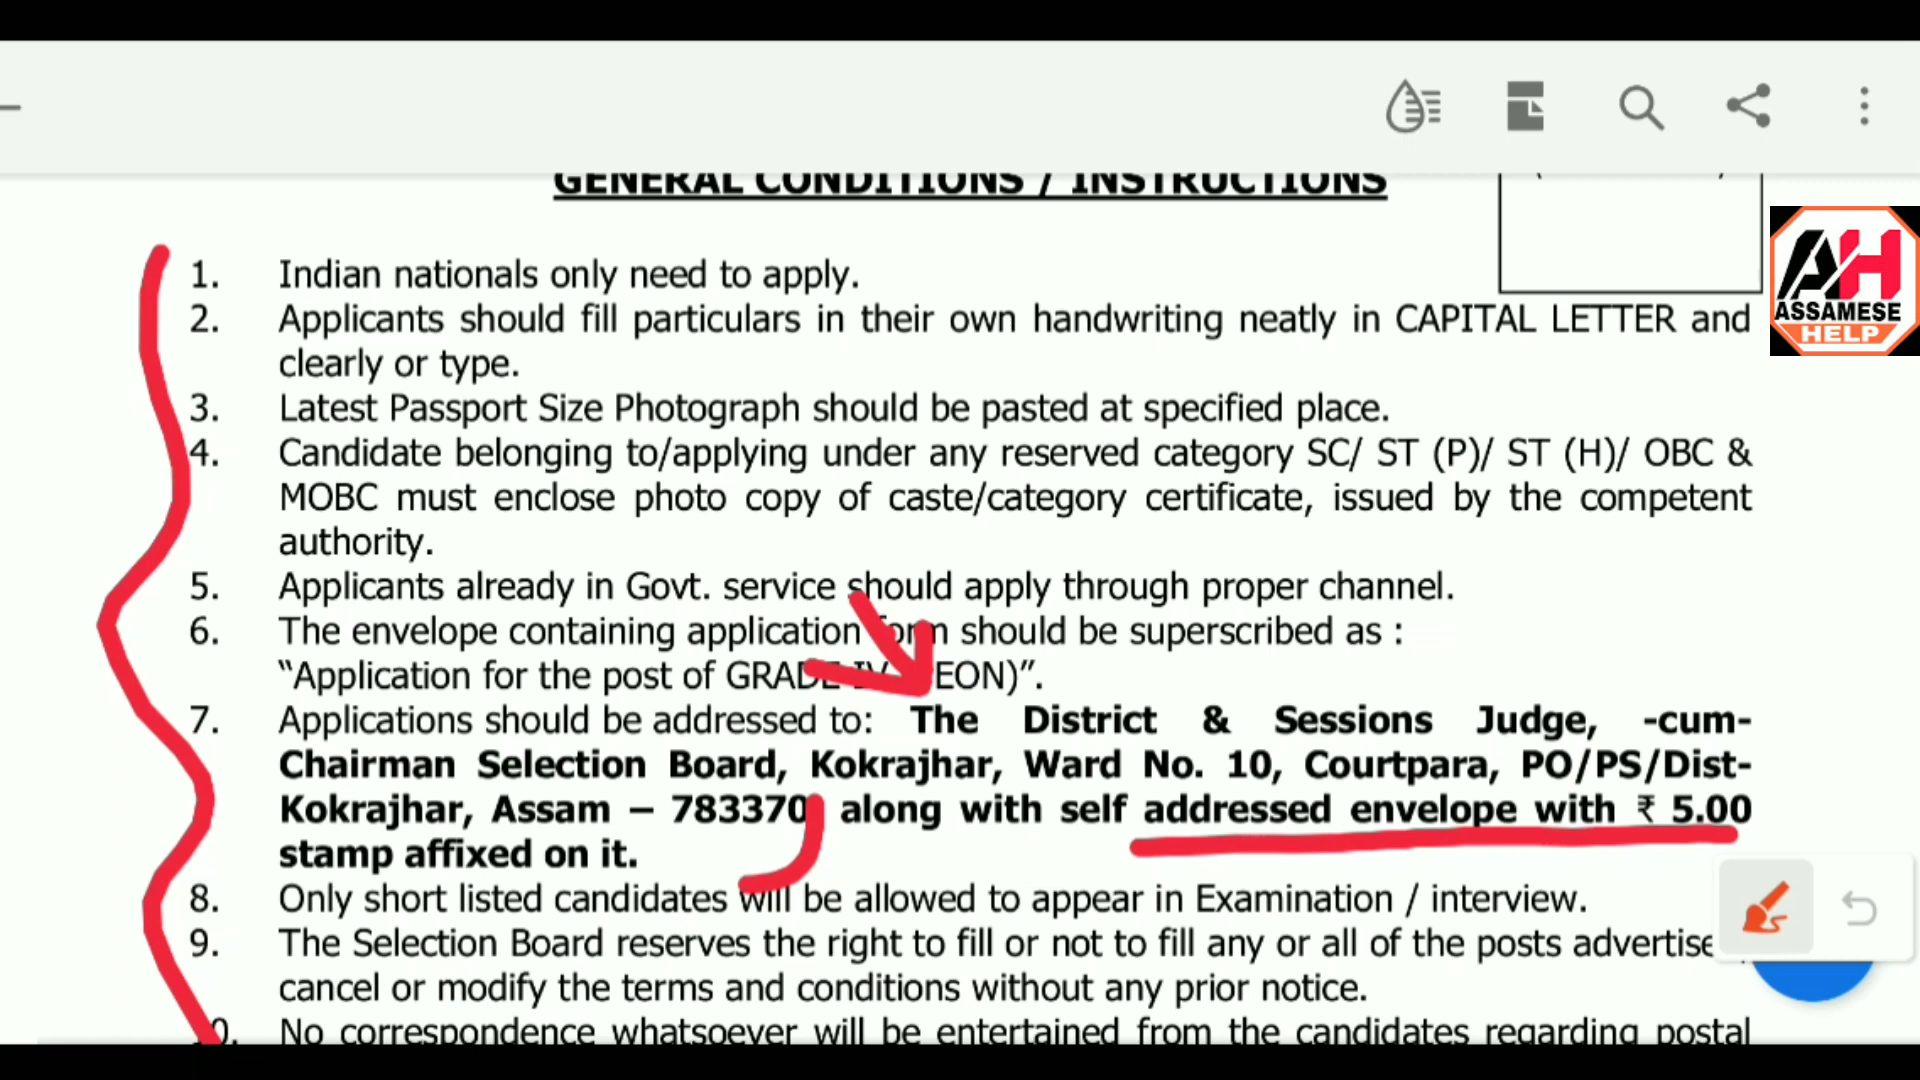 GENERAL CONDITIONS / INSTRUCTIONS
1. Indian nationals only need to apply.
2. Applicants should fill particulars in their own handwriting neatly in CAPITAL LETTER and
clearly or type.
3. Latest Passport Size Photograph should be pasted at specified place.
4. Candidate belonging to/applying under any reserved category SC/ ST (P)/ ST (H)/ OBC &
MOBC must enclose photo copy of caste/category certificate, issued by the competent
authority.
5. Applicants already in Govt. service should apply through proper channel.
6. The envelope containing application form should be superscribed as :
“Application for the post of GRADE-IV (PEON)”.
7. Applications should be addressed to: The District & Sessions Judge, -cum-
Chairman Selection Board, Kokrajhar, Ward No. 10, Courtpara, PO/PS/Dist-
Kokrajhar, Assam – 783370 along with self addressed envelope with ₹ 5.00
stamp affixed on it.
8. Only short listed candidates will be allowed to appear in Examination / interview.
9. The Selection Board reserves the right to fill or not to fill any or all of the posts advertise
cancel or modify the terms and conditions without any prior notice.
0. No correspondence whatsoever will be entertained from the candidates regarding postal
AH
ASSAMESE
HELP